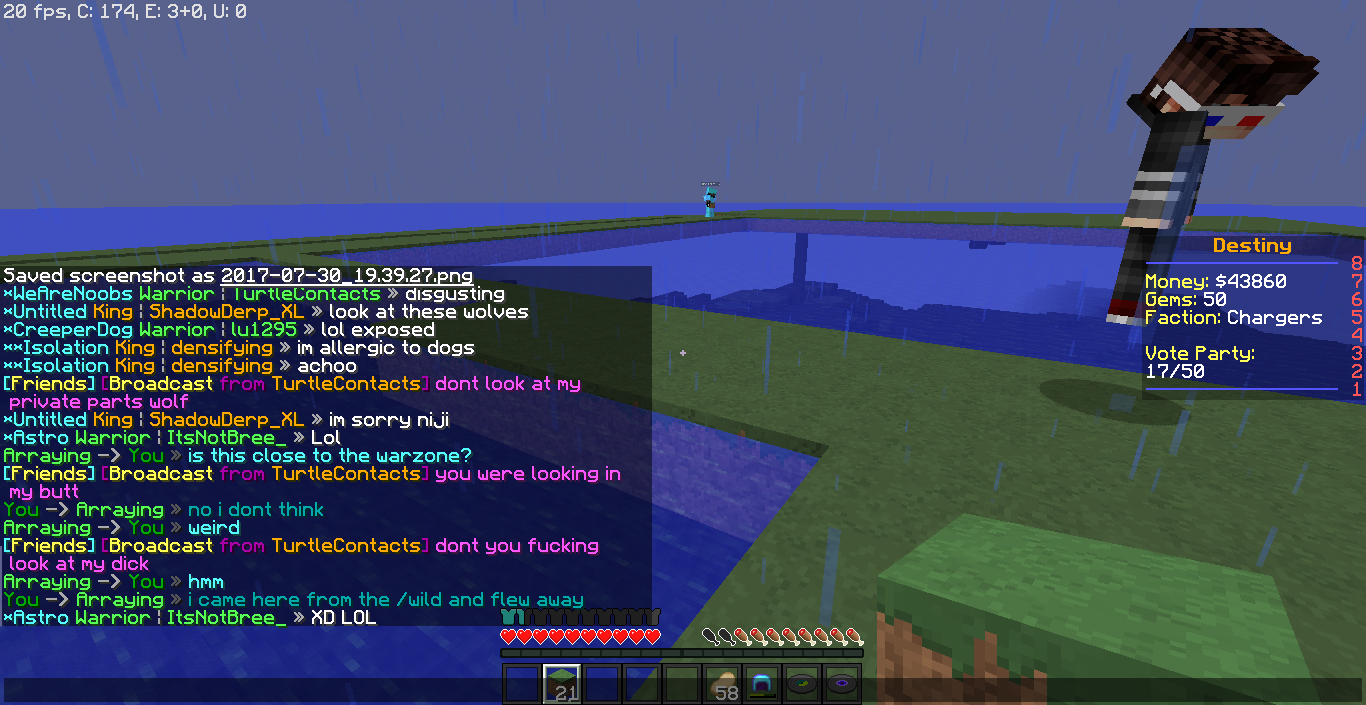 20 fps, C: 174, E: 3+0, U: 0
Saved screenshot as 2017-07-30_19.39.27.png
*WeAreNoobs Warrior ¦ TurtleContacts » disgusting
*Untitled King ¦ ShadowDerp_XL » look at these wolves
*CreeperDog Warrior ¦ lu1295 » lol exposed
**Isolation King ¦ densifying » im allergic to dogs
**Isolation King ¦ densifying » achoo
[Friends] [Broadcast from TurtleContacts] dont look at my
private parts wolf
*Untitled King ¦ ShadowDerp_XL » im sorry niji
*Astro Warrior ¦ ItsNotBree_ » Lol
Arraying -> You » is this close to the warzone?
[Friends] [Broadcast from TurtleContacts] you were looking in
my butt
You -> Arraying » no i dont think
Arraying -> You » weird
[Friends] [Broadcast from TurtleContacts] dont you fucking
look at my dick
Arraying -> You » hmm
You -> Arraying » i came here from the /wild and flew away
*Astro Warrior ¦ ItsNotBree_ » XD LOL
Destiny
8
Money: $43860 7
Gems: 50 6
Faction: Chargers 5
4
Vote Party: 3
17/50 2
1
21
58